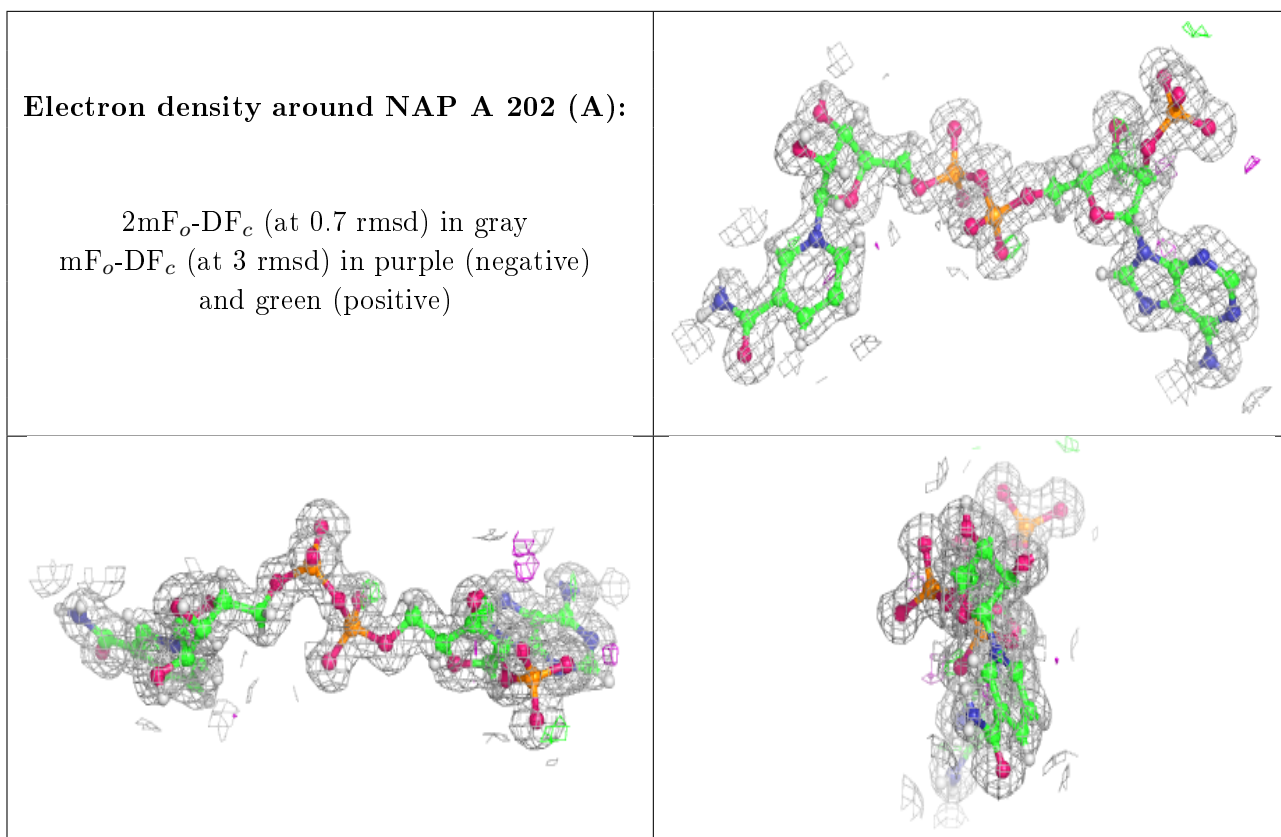 Electron density around NAP A 202 (A):
2mFₒ-DF𝒸 (at 0.7 rmsd) in gray
mFₒ-DF𝒸 (at 3 rmsd) in purple (negative)
and green (positive)